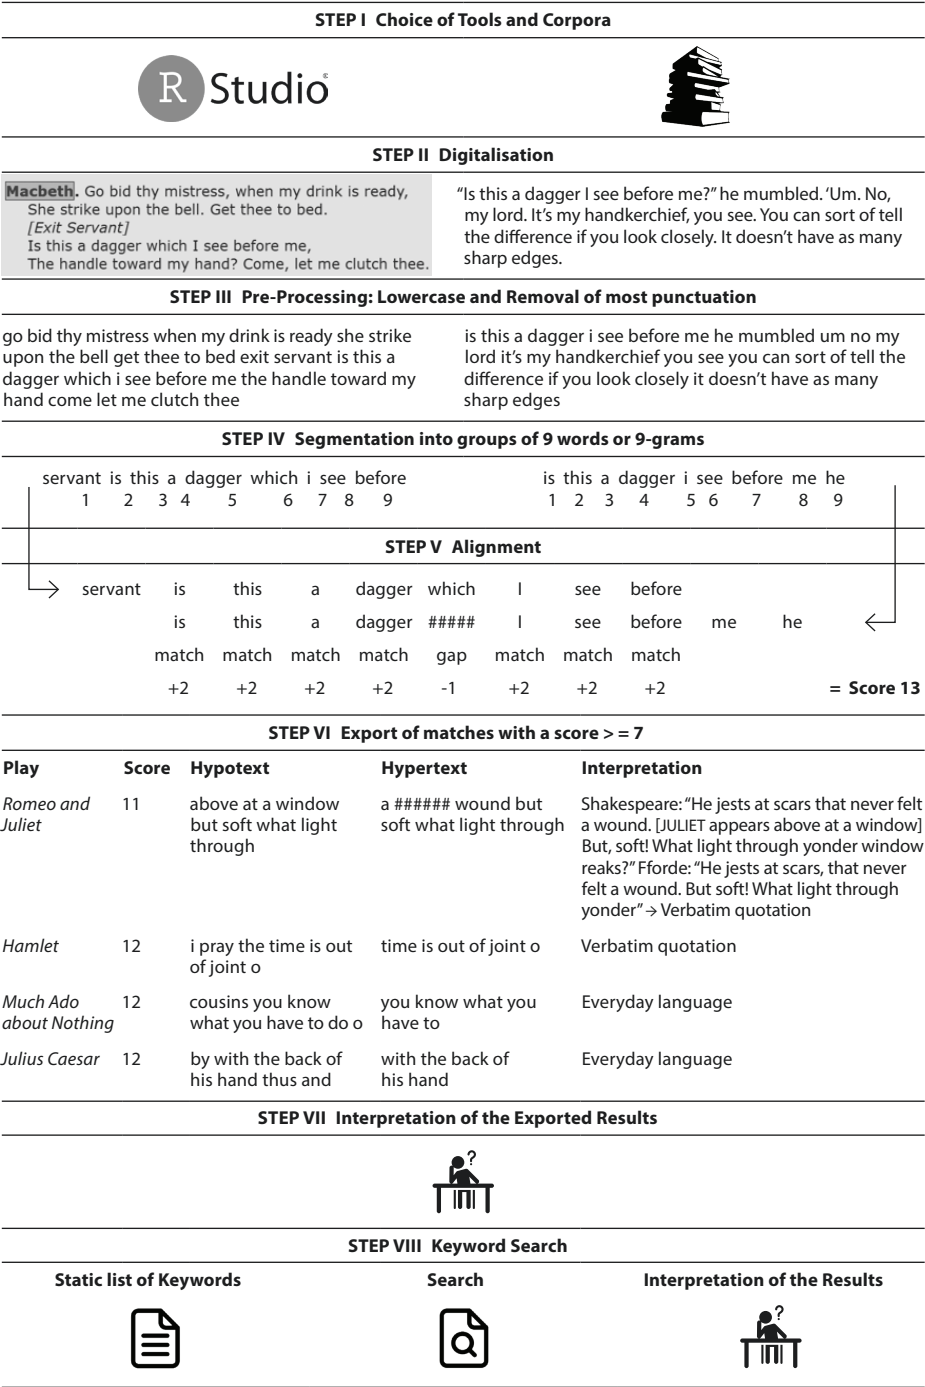 STEP I Choice of Tools and Corpora
R Studio®
STEP II Digitalisation
Macbeth. Go bid thy mistress, when my drink is ready,
She strike upon the bell. Get thee to bed.
[Exit Servant]
Is this a dagger which I see before me,
The handle toward my hand? Come, let me clutch thee.
“Is this a dagger I see before me?” he mumbled. ‘Um. No,
my lord. It’s my handkerchief, you see. You can sort of tell
the difference if you look closely. It doesn’t have as many
sharp edges.
STEP III Pre-Processing: Lowercase and Removal of most punctuation
go bid thy mistress when my drink is ready she strike
upon the bell get thee to bed exit servant is this a
dagger which i see before me the handle toward my
hand come let me clutch thee
is this a dagger i see before me he mumbled um no my
lord it’s my handkerchief you see you can sort of tell the
difference if you look closely it doesn’t have as many
sharp edges
STEP IV Segmentation into groups of 9 words or 9-grams
servant is this a dagger which i see before
1 2 3 4 5 6 7 8 9
is this a dagger i see before me he
1 2 3 4 5 6 7 8 9
STEP V Alignment
servant is this a dagger which I see before
is this a dagger ##### I see before me he
match match match match gap match match match
+2 +2 +2 +2 -1 +2 +2 +2 = Score 13
STEP VI Export of matches with a score > = 7
Play Score Hypotext Hypertext Interpretation
Romeo and
Juliet
11
above at a window
but soft what light
through
a ###### wound but
soft what light through
Shakespeare: “He jests at scars that never felt
a wound. [JULIET appears above at a window]
But, soft! What light through yonder window
reaks?” Fforde: “He jests at scars, that never
felt a wound. But soft! What light through
yonder” → Verbatim quotation
Hamlet
12
i pray the time is out
of joint o
time is out of joint o
Verbatim quotation
Much Ado
about Nothing
12
cousins you know
what you have to do o
you know what you
have to
Everyday language
Julius Caesar
12
by with the back of
his hand thus and
with the back of
his hand
Everyday language
STEP VII Interpretation of the Exported Results
?
STEP VIII Keyword Search
Static list of Keywords Search Interpretation of the Results
?